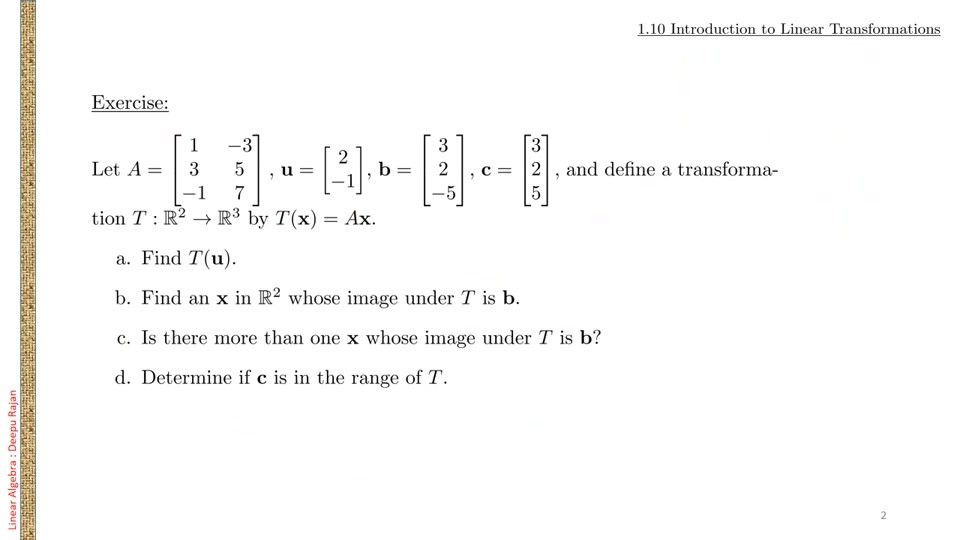 1.10 Introduction to Linear Transformations
Exercise:
Let A = [1 −3; 3 5; −1 7], u = [2; −1], b = [3; 2; −5], c = [3; 2; 5], and define a transforma-
tion T : ℝ² → ℝ³ by T(x) = Ax.
a. Find T(u).
b. Find an x in ℝ² whose image under T is b.
c. Is there more than one x whose image under T is b?
d. Determine if c is in the range of T.
Linear Algebra : Deepu Rajan
2